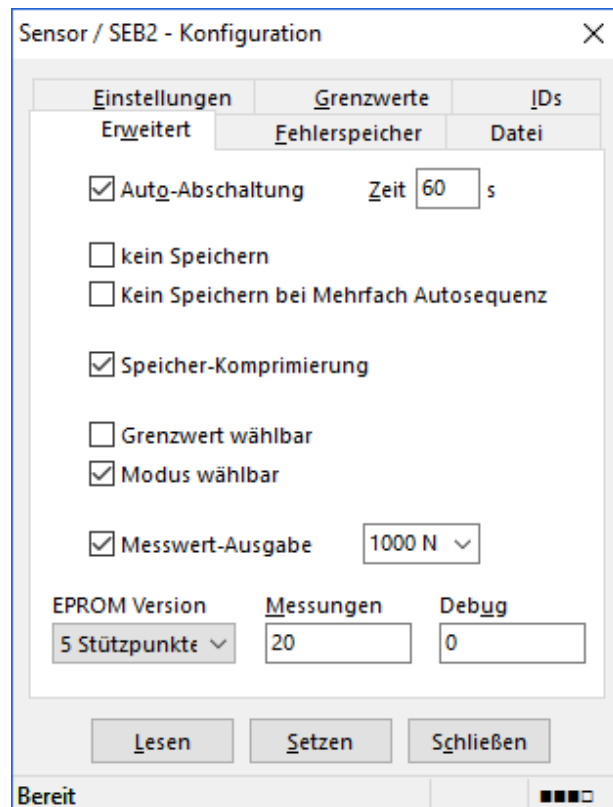 Sensor / SEB2 - Konfiguration
Einstellungen Grenzwerte IDs
Erweitert Fehlerspeicher Datei
Auto-Abschaltung Zeit 60 s
kein Speichern
Kein Speichern bei Mehrfach Autosequenz
Speicher-Komprimierung
Grenzwert wählbar
Modus wählbar
Messwert-Ausgabe 1000 N
EPROM Version Messungen Debug
5 Stützpunkte 20 0
Lesen Setzen Schließen
Bereit